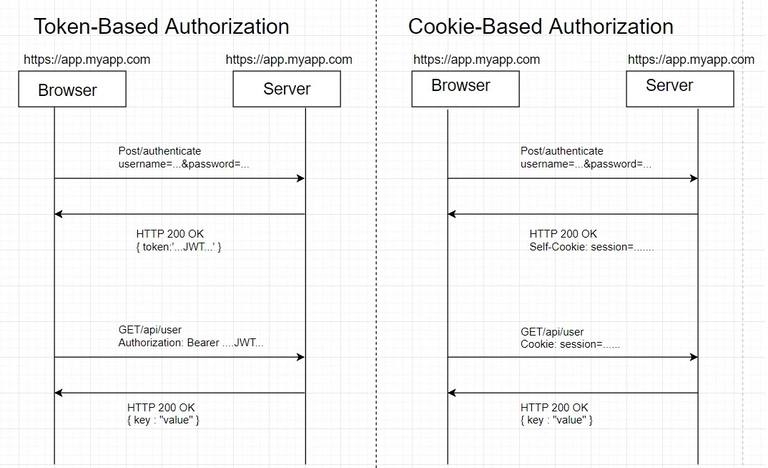 Token-Based Authorization
https://app.myapp.com
https://app.myapp.com
Browser
Server
Post/authenticate
username=...&password=...
HTTP 200 OK
{ token:'...JWT...' }
GET/api/user
Authorization: Bearer ....JWT...
HTTP 200 OK
{ key : "value" }
Cookie-Based Authorization
https://app.myapp.com
https://app.myapp.com
Browser
Server
Post/authenticate
username=...&password=...
HTTP 200 OK
Self-Cookie: session=.......
GET/api/user
Cookie: session=......
HTTP 200 OK
{ key : "value" }